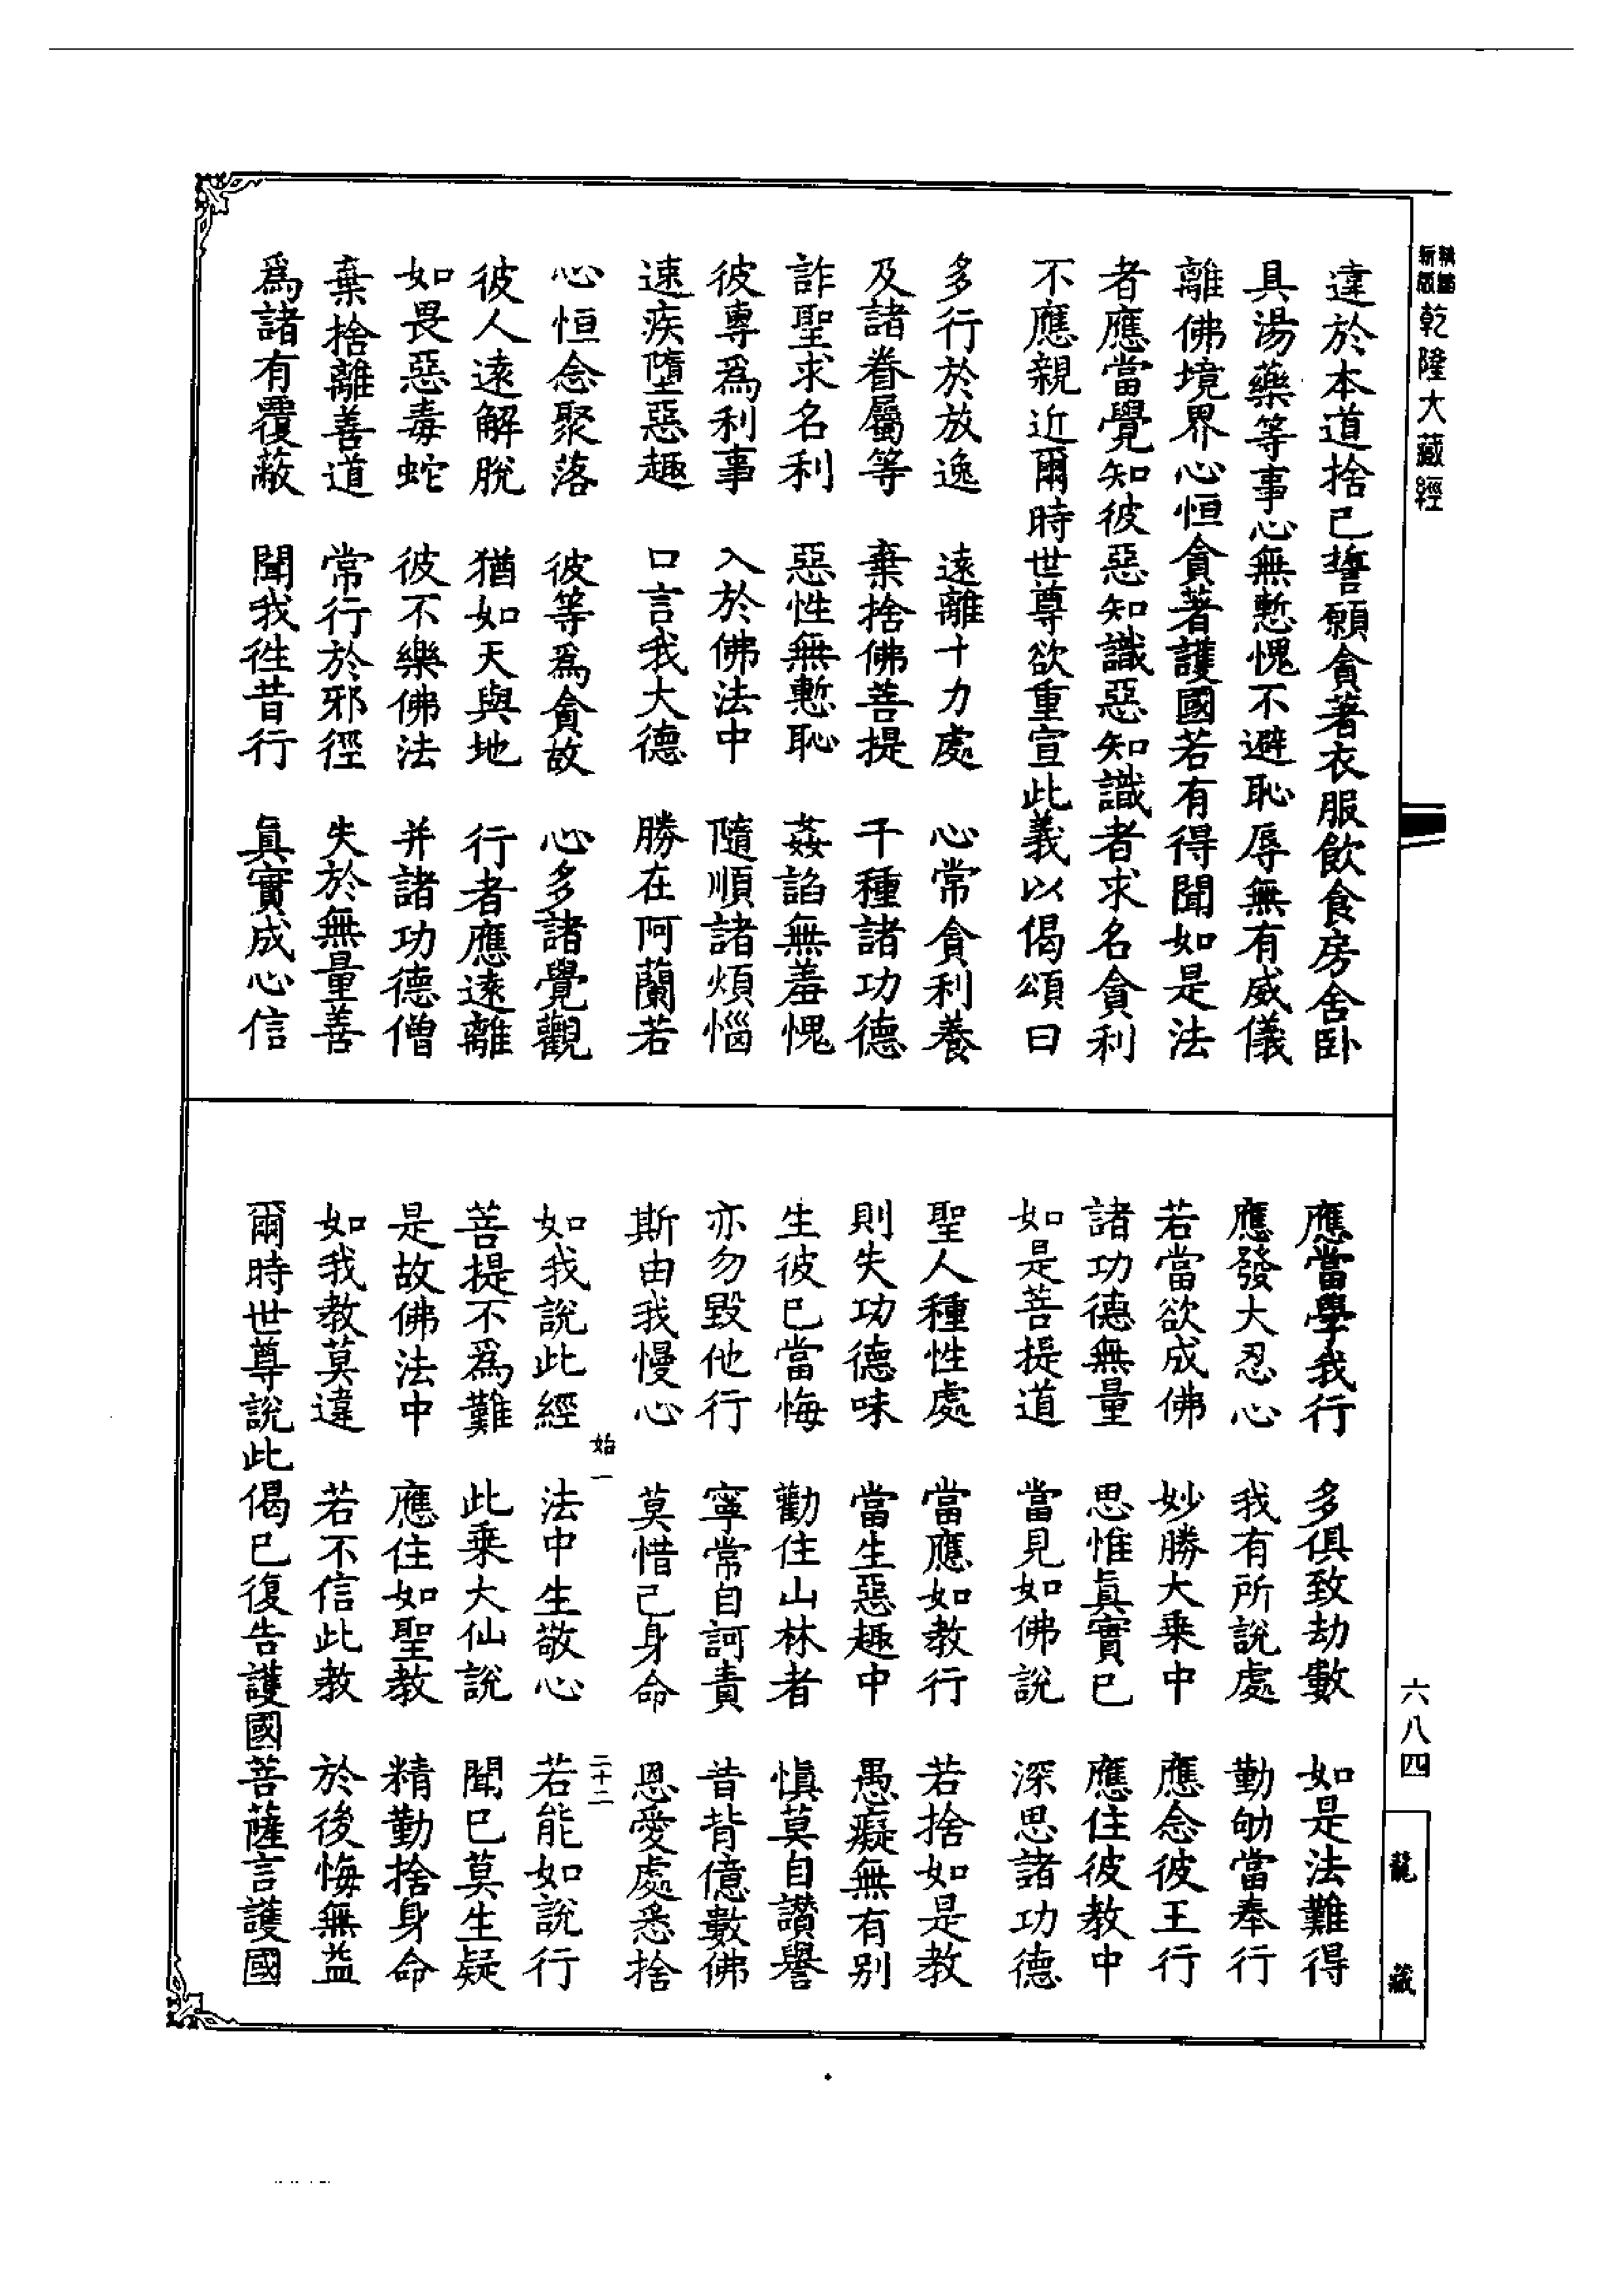 乾隆大藏經
違於本道捨已誓願貪著衣服飲食房舍卧
具湯藥等事心無慙愧不避恥辱無有威儀
離佛境界心恒貪著護國若有得聞如是法
者應當覺知彼惡知識惡知識者求名貪利
不應親近爾時世尊欲重宣此義以偈頌曰
多行於放逸　遠離十力處　心常貪利養
及諸眷屬等　棄捨佛菩提　千種諸功德
詐聖求名利　惡性無慙恥　姦諂無羞愧
彼專爲利事　入於佛法中　隨順諸煩惱
速疾墮惡趣　口言我大德　勝在阿蘭若
心恒念聚落　彼等爲貪故　心多諸覺觀
彼人遠解脫　猶如天與地　行者應遠離
如畏惡毒蛇　彼不樂佛法　并諸功德僧
棄捨離善道　常行於邪徑　失於無量善
爲諸有覆蔽　聞我徃昔行　眞實成心信
應當學我行　多俱致劫數　如是法難得
應發大忍心　我有所說處　勤劬當奉行
若當欲成佛　妙勝大乗中　應念彼王行
諸功德無量　思惟眞實已　應住彼教中
如是菩提道　當見如佛說　深思諸功德
聖人種性處　當應如教行　若捨如是教
則失功德味　當生惡趣中　愚癡無有别
生彼已當悔　勸住山林者　慎莫自讃譽
亦勿毀他行　寧常自訶責　昔背億數佛
斯由我慢心　莫惜己身命　恩愛處悉捨
始一　二十二
如我說此經　法中生敬心　若能如說行
菩提不爲難　此乗大仙說　聞已莫生疑
是故佛法中　應住如聖教　精勤捨身命
如我教莫違　若不信此教　於後悔無益
爾時世尊說此偈已復告護國菩薩言護國
六八四
龍藏